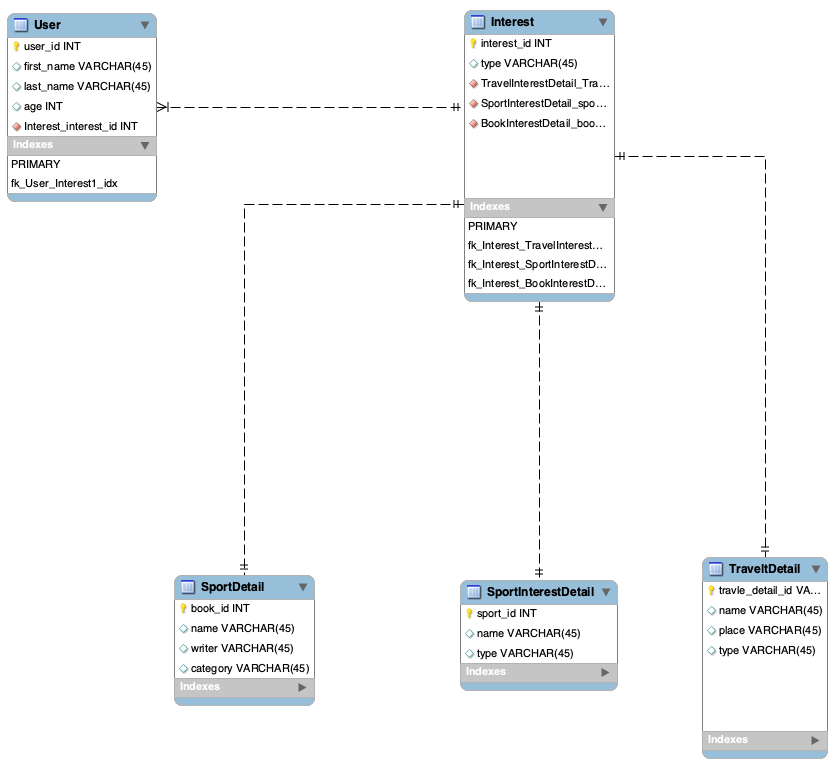 User
user_id INT
first_name VARCHAR(45)
last_name VARCHAR(45)
age INT
Interest_interest_id INT
Indexes
PRIMARY
fk_User_Interest1_idx
Interest
interest_id INT
type VARCHAR(45)
TravelInterestDetail_Tra...
SportInterestDetail_spo...
BookInterestDetail_boo...
Indexes
PRIMARY
fk_Interest_TravelInterest...
fk_Interest_SportInterestD...
fk_Interest_BookInterestD...
SportDetail
book_id INT
name VARCHAR(45)
writer VARCHAR(45)
category VARCHAR(45)
Indexes
SportInterestDetail
sport_id INT
name VARCHAR(45)
type VARCHAR(45)
Indexes
TraveltDetail
travle_detail_id VA...
name VARCHAR(45)
place VARCHAR(45)
type VARCHAR(45)
Indexes